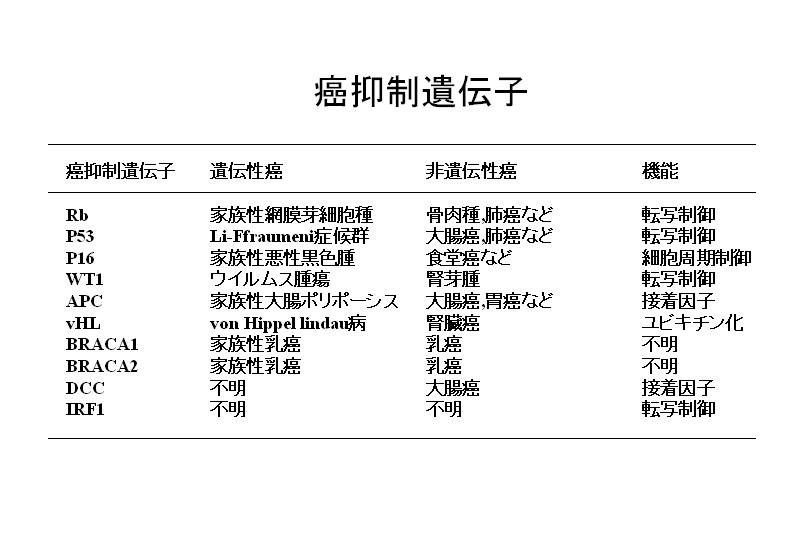 癌抑制遺伝子
癌抑制遺伝子 遺伝性癌 非遺伝性癌 機能
Rb 家族性網膜芽細胞種 骨肉種,肺癌など 転写制御
P53 Li-Ffraumeni症候群 大腸癌,肺癌など 転写制御
P16 家族性悪性黒色腫 食堂癌など 細胞周期制御
WT1 ウイルムス腫瘍 腎芽腫 転写制御
APC 家族性大腸ポリポーシス 大腸癌,胃癌など 接着因子
vHL von Hippel lindau病 腎臓癌 ユビキチン化
BRACA1 家族性乳癌 乳癌 不明
BRACA2 家族性乳癌 乳癌 不明
DCC 不明 大腸癌 接着因子
IRF1 不明 不明 転写制御